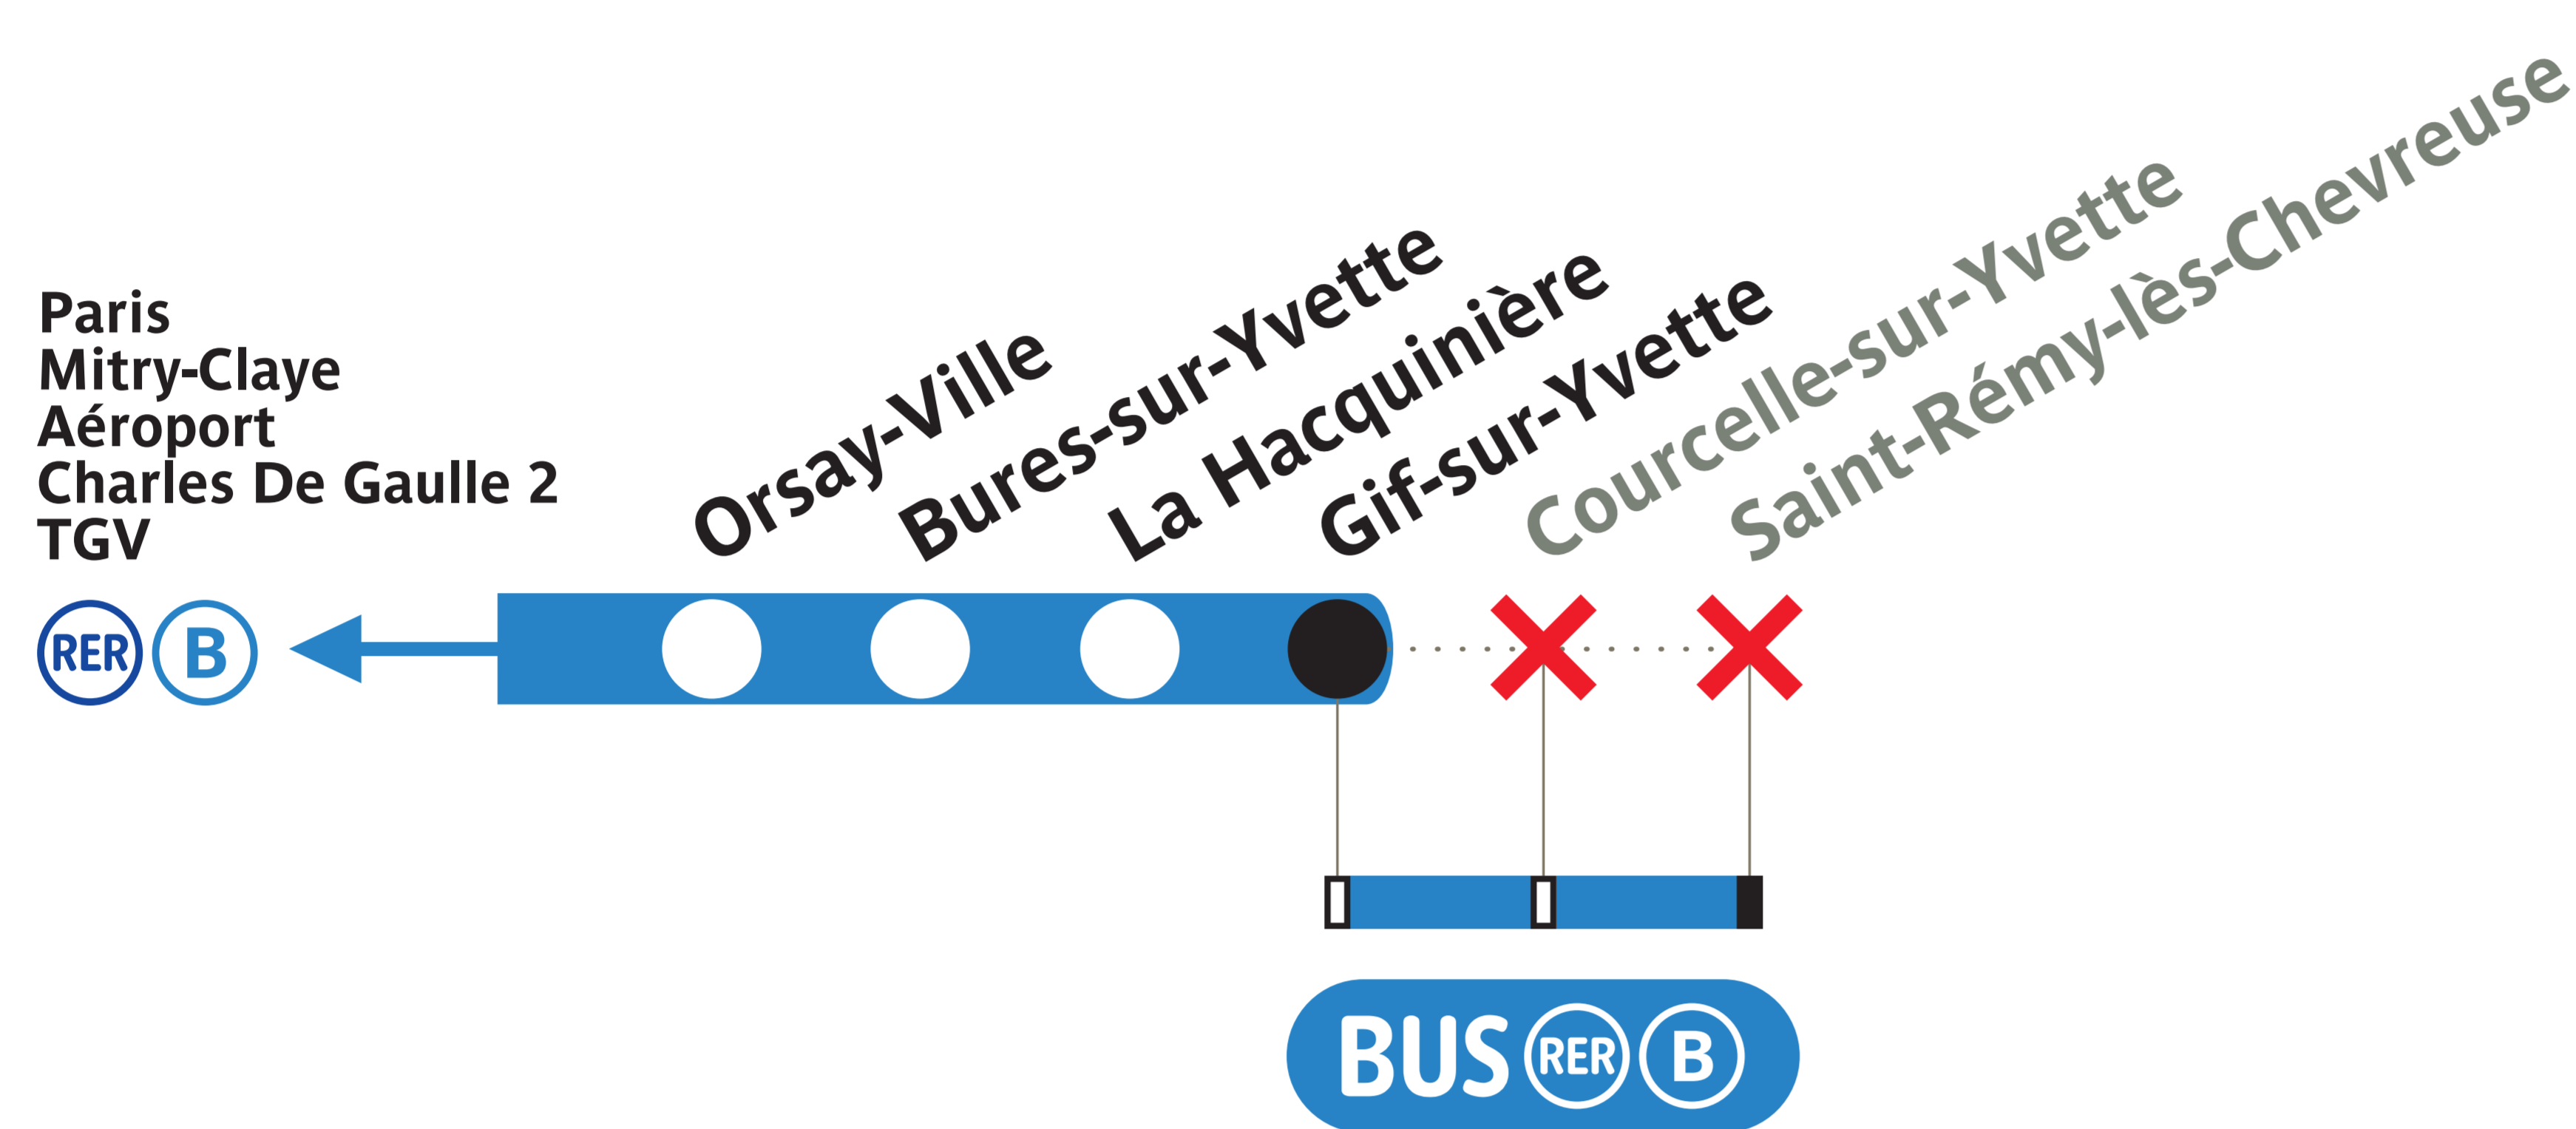 Paris
Mitry-Claye
Aéroport
Charles De Gaulle 2
TGV
RER B
Orsay-Ville
Bures-sur-Yvette
La Hacquinière
Gif-sur-Yvette
Courcelle-sur-Yvette
Saint-Rémy-lès-Chevreuse
BUS RER B